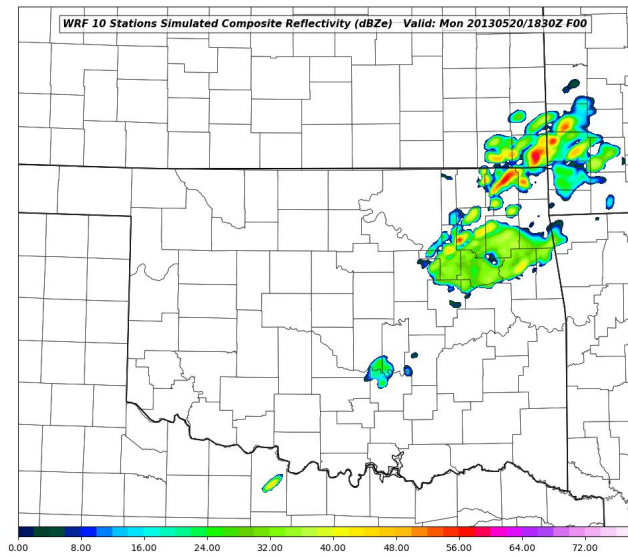 WRF 10 Stations Simulated Composite Reflectivity (dBZe) Valid: Mon 20130520/1830Z F00
0.00 8.00 16.00 24.00 32.00 40.00 48.00 56.00 64.00 72.00